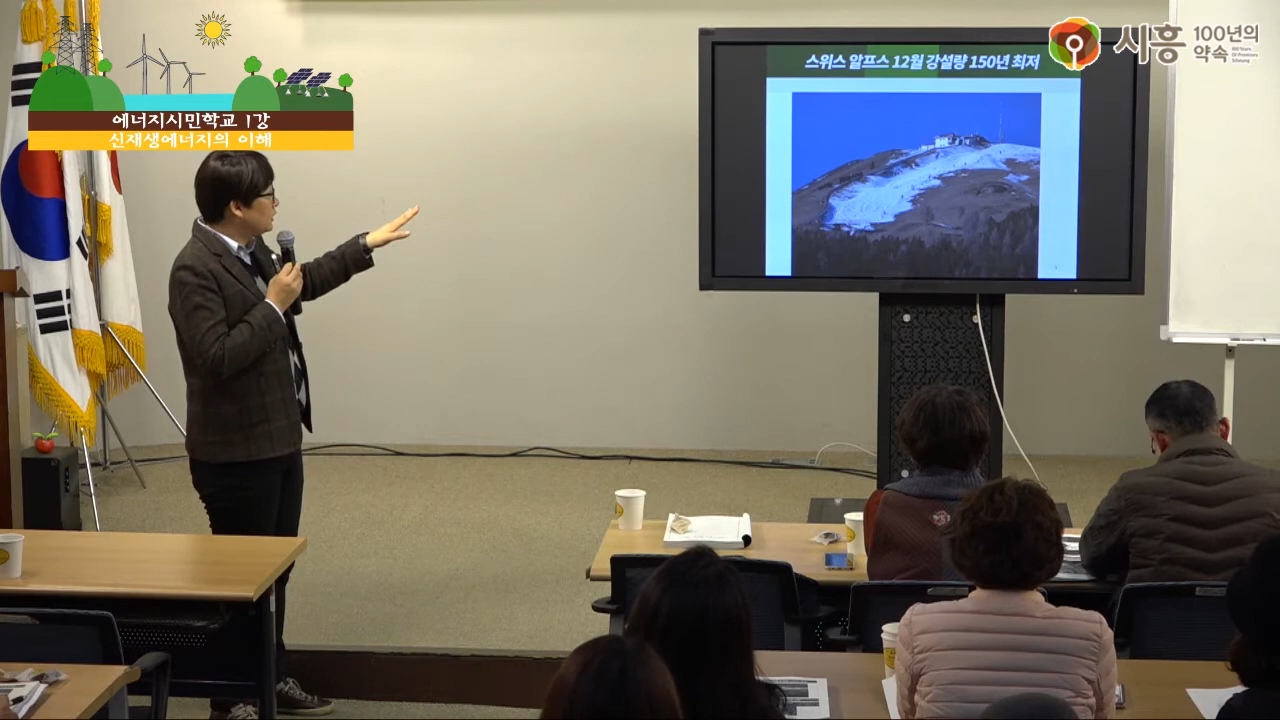 에너지시민학교 1강
신재생에너지의 이해
스위스 알프스 12월 강설량 150년 최저
시흥
100년의
약속